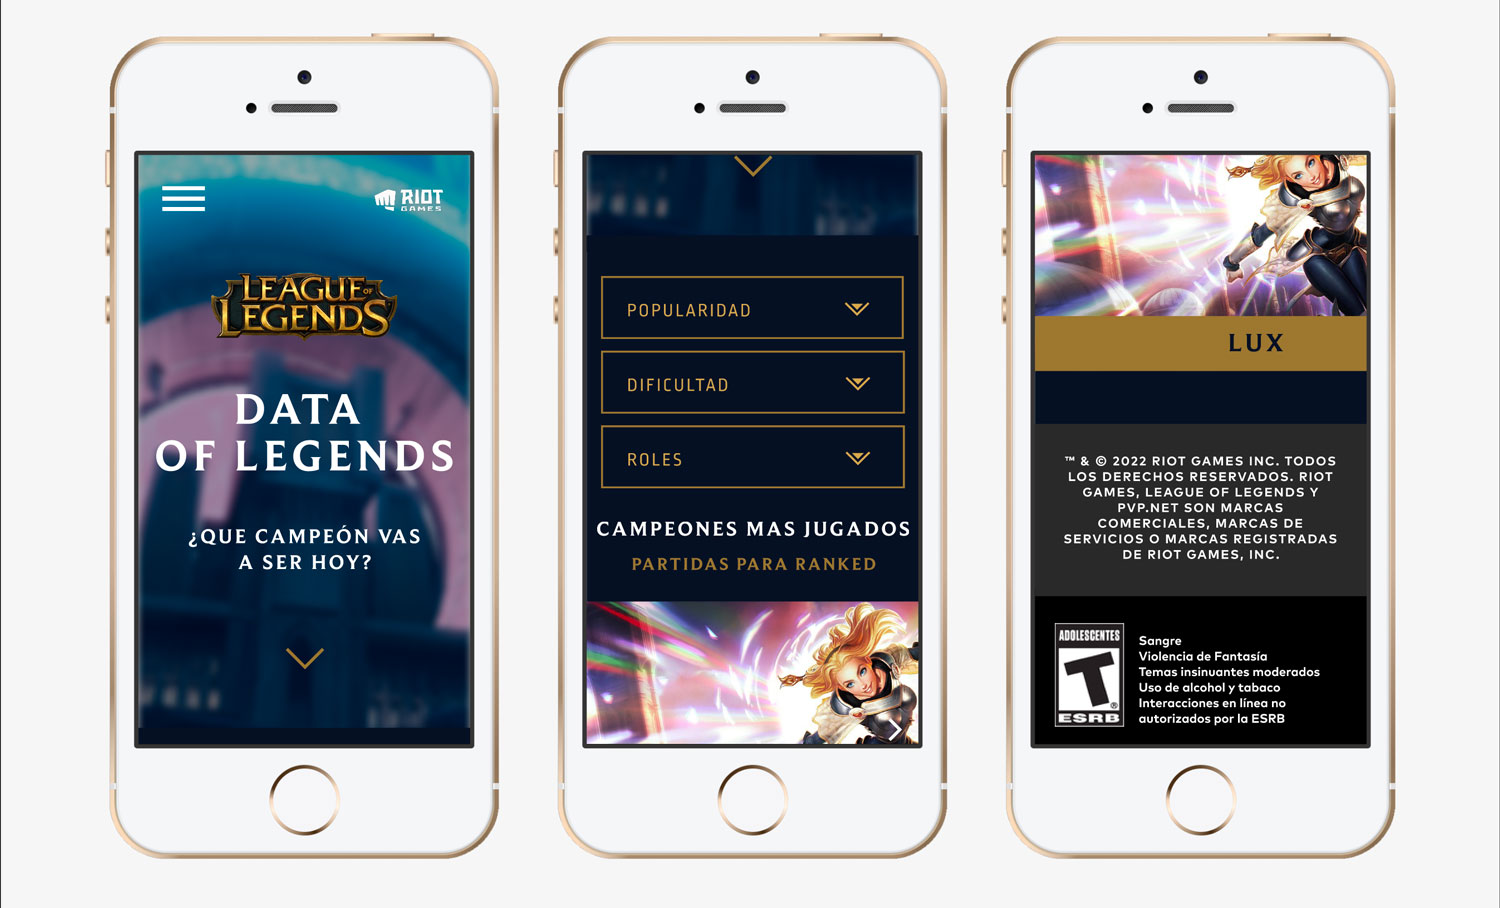 RIOT
GAMES
LEAGUE OF
LEGENDS
DATA
OF LEGENDS
¿QUE CAMPEÓN VAS
A SER HOY?
POPULARIDAD
DIFICULTAD
ROLES
CAMPEONES MAS JUGADOS
PARTIDAS PARA RANKED
LUX
™ & © 2022 RIOT GAMES INC. TODOS
LOS DERECHOS RESERVADOS. RIOT
GAMES, LEAGUE OF LEGENDS Y
PVP.NET SON MARCAS
COMERCIALES, MARCAS DE
SERVICIOS O MARCAS REGISTRADAS
DE RIOT GAMES, INC.
ADOLESCENTES
T
®
ESRB
Sangre
Violencia de Fantasía
Temas insinuantes moderados
Uso de alcohol y tabaco
Interacciones en línea no
autorizados por la ESRB